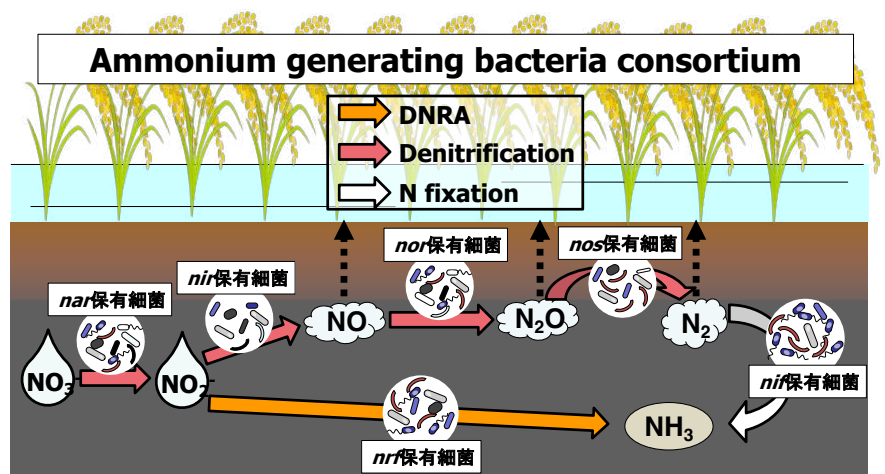 Ammonium generating bacteria consortium
DNRA
Denitrification
N fixation
nor保有細菌
nos保有細菌
nir保有細菌
nar保有細菌
NO
N₂O
N₂
NO₃⁻
NO₂⁻
nif保有細菌
NH₃
nrf保有細菌